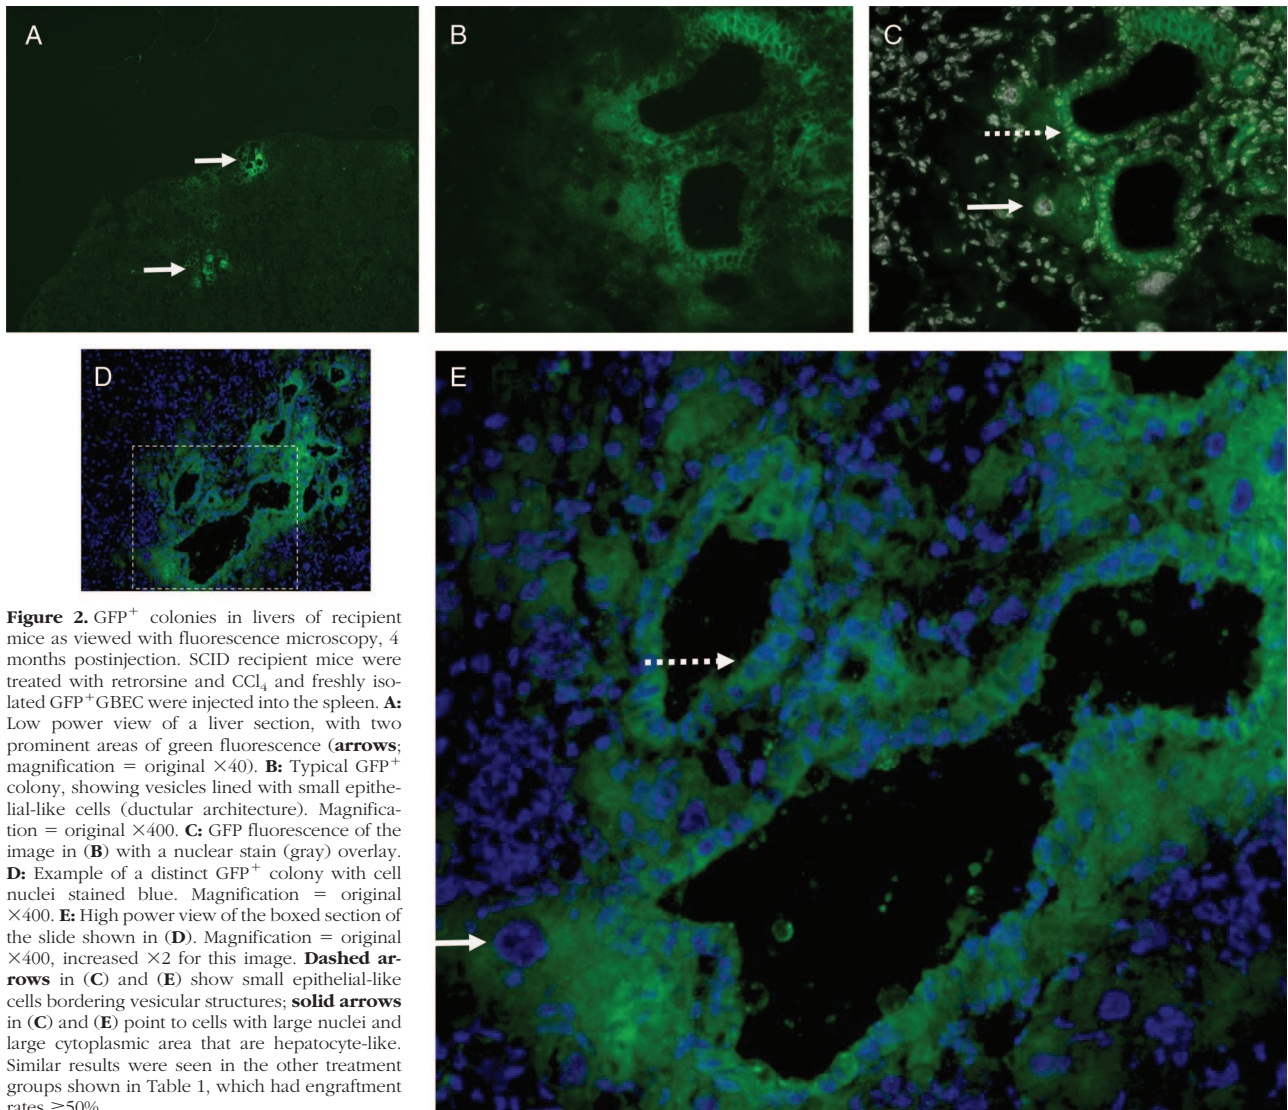 A
B
C
D
E
Figure 2. GFP+ colonies in livers of recipient
mice as viewed with fluorescence microscopy, 4
months postinjection. SCID recipient mice were
treated with retrorsine and CCl4 and freshly iso-
lated GFP+GBEC were injected into the spleen. A:
Low power view of a liver section, with two
prominent areas of green fluorescence (arrows;
magnification = original ×40). B: Typical GFP+
colony, showing vesicles lined with small epithe-
lial-like cells (ductular architecture). Magnifica-
tion = original ×400. C: GFP fluorescence of the
image in (B) with a nuclear stain (gray) overlay.
D: Example of a distinct GFP+ colony with cell
nuclei stained blue. Magnification = original
×400. E: High power view of the boxed section of
the slide shown in (D). Magnification = original
×400, increased ×2 for this image. Dashed ar-
rows in (C) and (E) show small epithelial-like
cells bordering vesicular structures; solid arrows
in (C) and (E) point to cells with large nuclei and
large cytoplasmic area that are hepatocyte-like.
Similar results were seen in the other treatment
groups shown in Table 1, which had engraftment
rates ≥50%